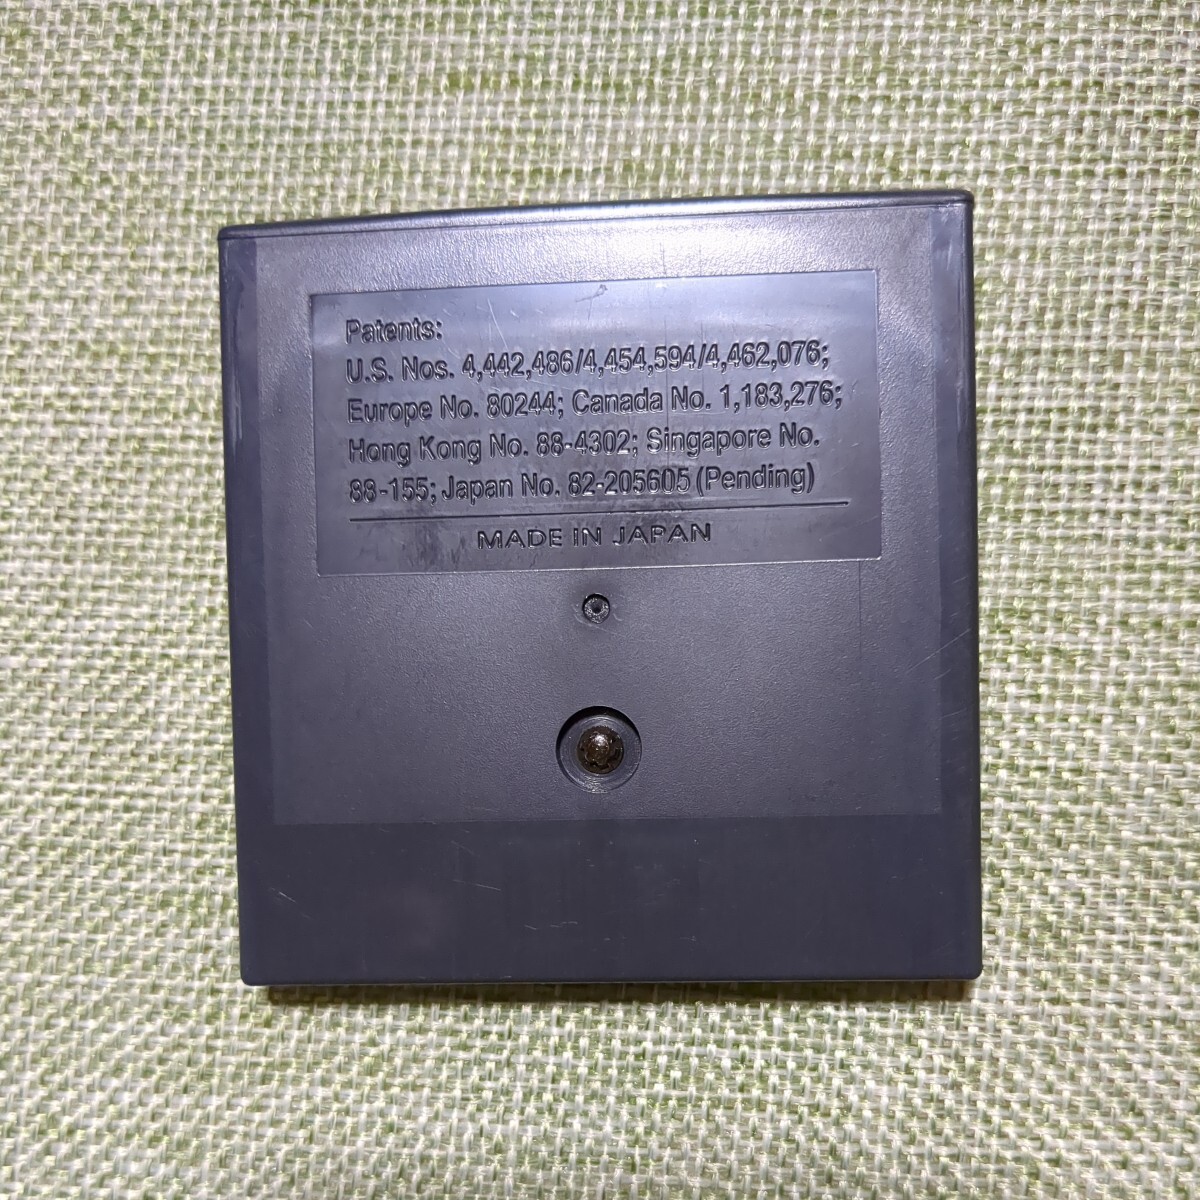 Patents:
U.S. Nos. 4,442,486/4,454,594/4,462,076;
Europe No. 80244; Canada No. 1,183,276;
Hong Kong No. 88-4302; Singapore No.
88-155; Japan No. 82-205605 (Pending)
MADE IN JAPAN